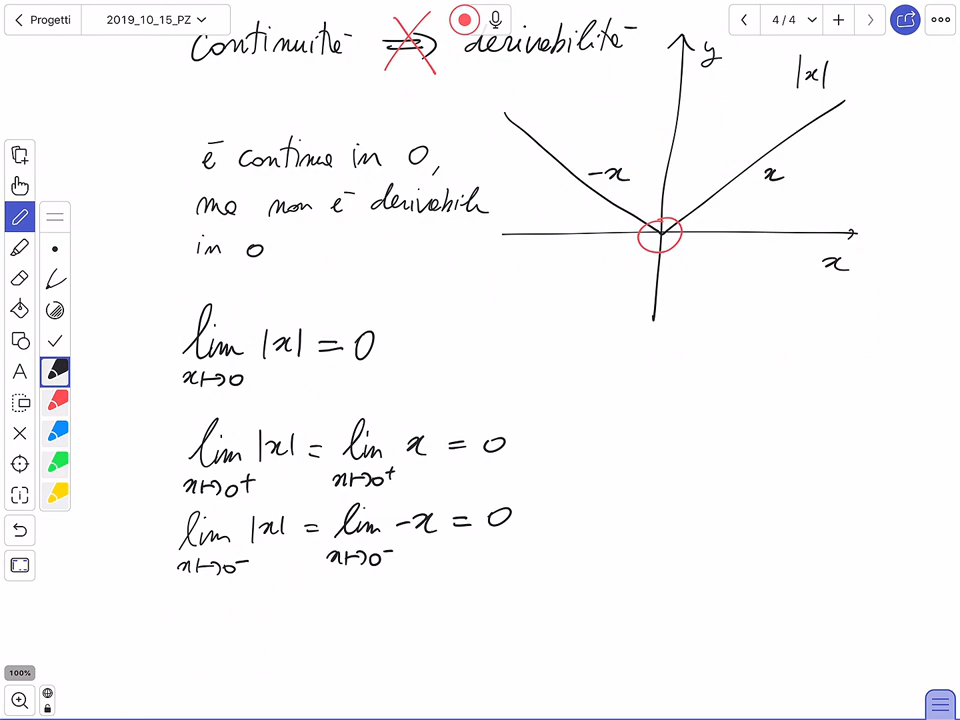 Progetti
2019_10_15_PZ
4/4
continuità ⇒ derivabilità
y
|x|
-x
x
x
è continua in 0,
ma non è derivabile
in 0
lim |x| = 0
x→0
lim |x| = lim x = 0
x→0⁺ x→0⁺
lim |x| = lim -x = 0
x→0⁻ x→0⁻
100%